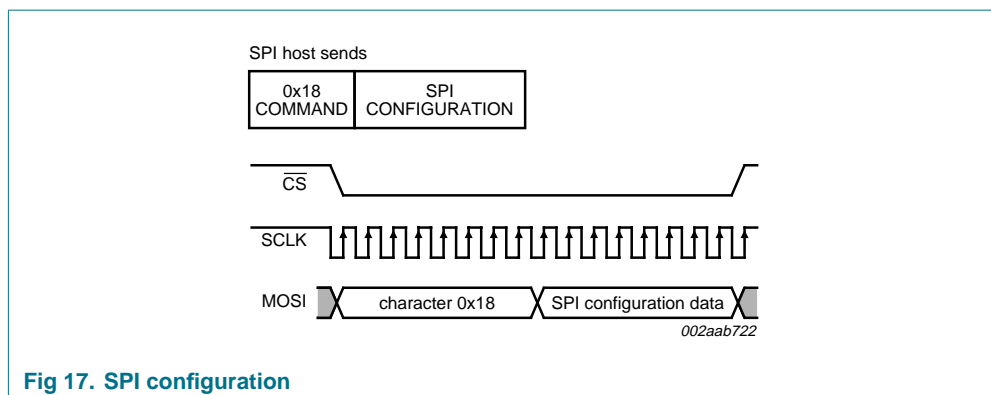 SPI host sends
0x18
COMMAND
SPI
CONFIGURATION
CS
SCLK
MOSI
character 0x18
SPI configuration data
002aab722
Fig 17. SPI configuration